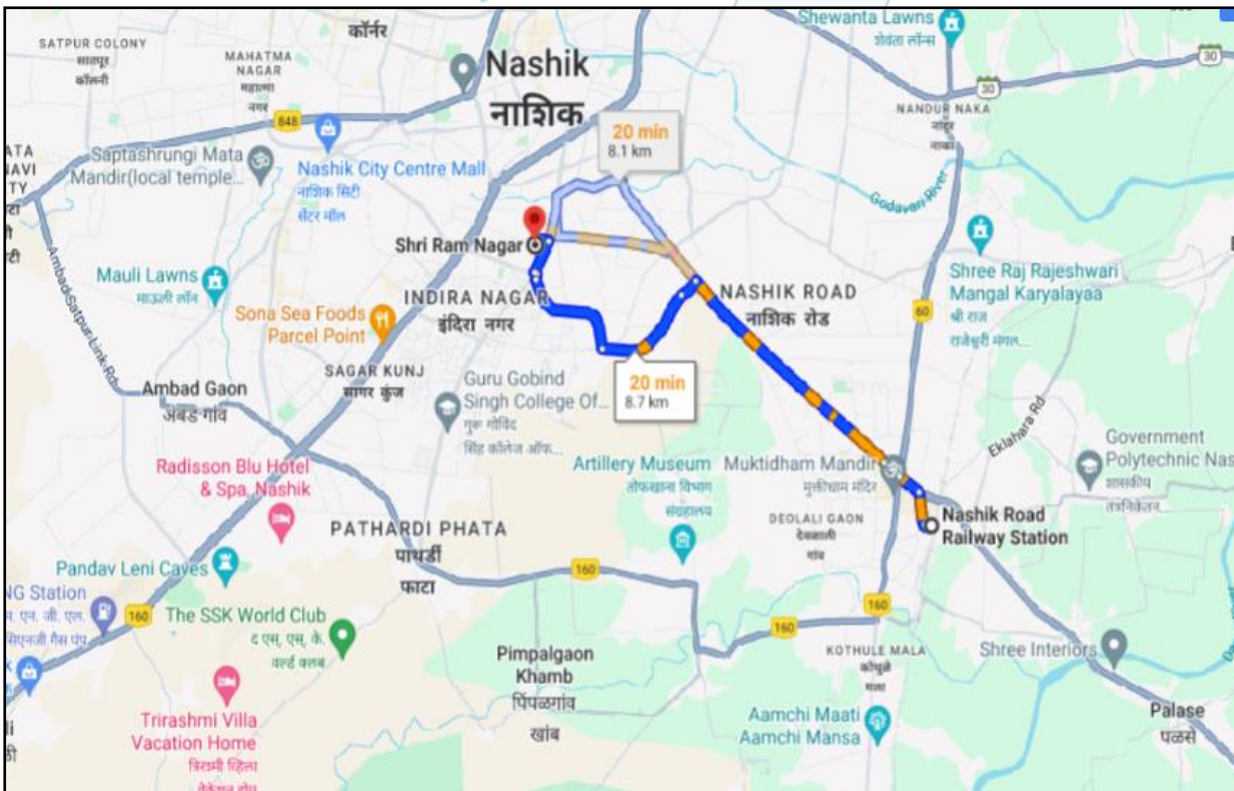 Shewanta Lawns
शेवंता लॉन्स
कॉर्नर
SATPUR COLONY
सातपूर
कॉलनी
MAHATMA
NAGAR
महात्मा
नगर
Nashik
नाशिक
30
30
NANDUR NAKA
नांदुर
नाका
848
20 min
8.1 km
Saptashrungi Mata
Mandir(local temple...
Nashik City Centre Mall
नाशिक सिटी
सेंटर मॉल
Godavari River
Shri Ram Nagar
Ambad-Satpur Link Rd
Mauli Lawns
माऊली लॉन
INDIRA NAGAR
इंदिरा नगर
NASHIK ROAD
नाशिक रोड
Shree Raj Rajeshwari
Mangal Karyalayaa
श्री राज
राजेश्वरी मंगल...
60
Sona Sea Foods
Parcel Point
SAGAR KUNJ
सागर कुंज
20 min
8.7 km
Ambad Gaon
अंबड गांव
Guru Gobind
Singh College Of...
गुरू गोविंद
सिंह कॉलेज ऑफ...
Eklahara Rd
Government
Polytechnic Nas
शासकीय
तंत्रनिकेतन...
Radisson Blu Hotel
& Spa, Nashik
Artillery Museum
तोफखाना विभाग
संग्रहालय
Muktidham Mandir
मुक्तीधाम मंदिर
DEOLALI GAON
देवळाली
गांव
Nashik Road
Railway Station
PATHARDI PHATA
पाथर्डी
फाटा
Pandav Leni Caves
160
NG Station
सिएनजी गैस पंप
160
The SSK World Club
द एस. एस. के.
वर्ल्ड क्लब
160
160
KOTHULE MALA
कोथुळे
मळा
Shree Interiors
Pimpalgaon
Khamb
पिंपळगांव
खांब
Trirashmi Villa
Vacation Home
त्रिरश्मी व्हिला
Aamchi Maati
Aamchi Mansa
Palase
पळसे